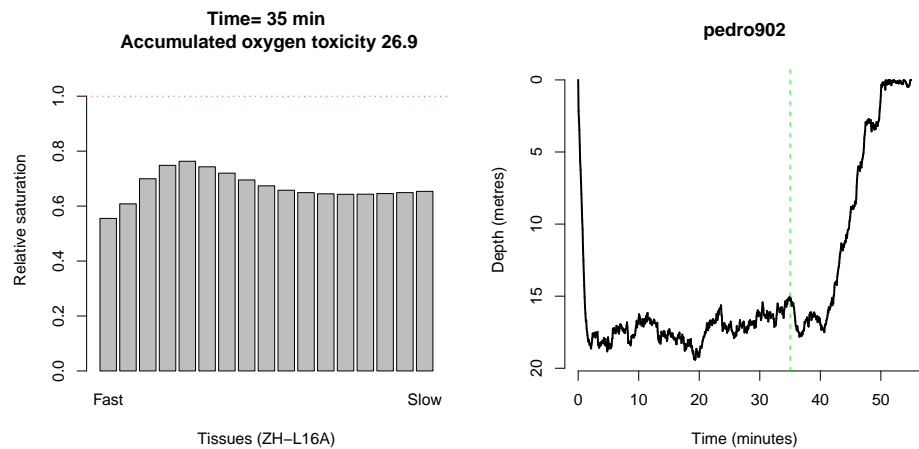 Time= 35 min
Accumulated oxygen toxicity 26.9
Relative saturation
1.0
0.8
0.6
0.4
0.2
0.0
Fast
Slow
Tissues (ZH−L16A)
pedro902
Depth (metres)
0
5
10
15
20
0
10
20
30
40
50
Time (minutes)